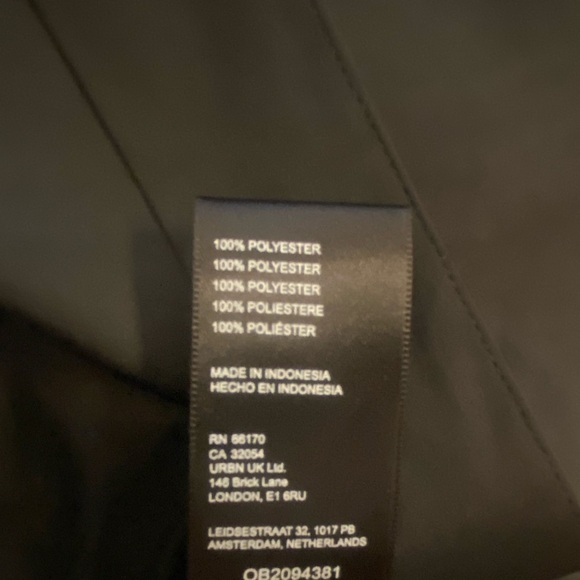 100% POLYESTER
100% POLYESTER
100% POLYESTER
100% POLIESTERE
100% POLIÉSTER
MADE IN INDONESIA
HECHO EN INDONESIA
RN 66170
CA 32054
URBN UK Ltd.
146 Brick Lane
LONDON, E1 6RU
LEIDSESTRAAT 32, 1017 PB
AMSTERDAM, NETHERLANDS
OB2094381